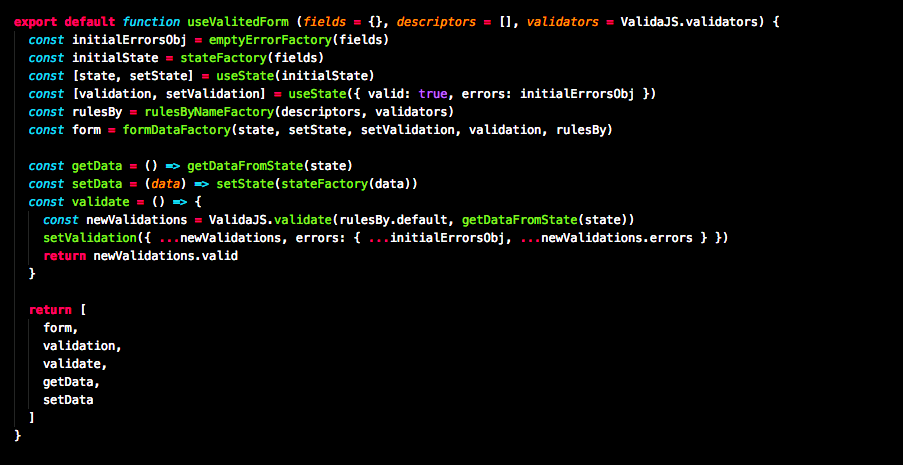 export default function useValitedForm (fields = {}, descriptors = [], validators = ValidaJS.validators) {
const initialErrorsObj = emptyErrorFactory(fields)
const initialState = stateFactory(fields)
const [state, setState] = useState(initialState)
const [validation, setValidation] = useState({ valid: true, errors: initialErrorsObj })
const rulesBy = rulesByNameFactory(descriptors, validators)
const form = formDataFactory(state, setState, setValidation, validation, rulesBy)
const getData = () => getDataFromState(state)
const setData = (data) => setState(stateFactory(data))
const validate = () => {
const newValidations = ValidaJS.validate(rulesBy.default, getDataFromState(state))
setValidation({ ...newValidations, errors: { ...initialErrorsObj, ...newValidations.errors } })
return newValidations.valid
}
return [
form,
validation,
validate,
getData,
setData
]
}